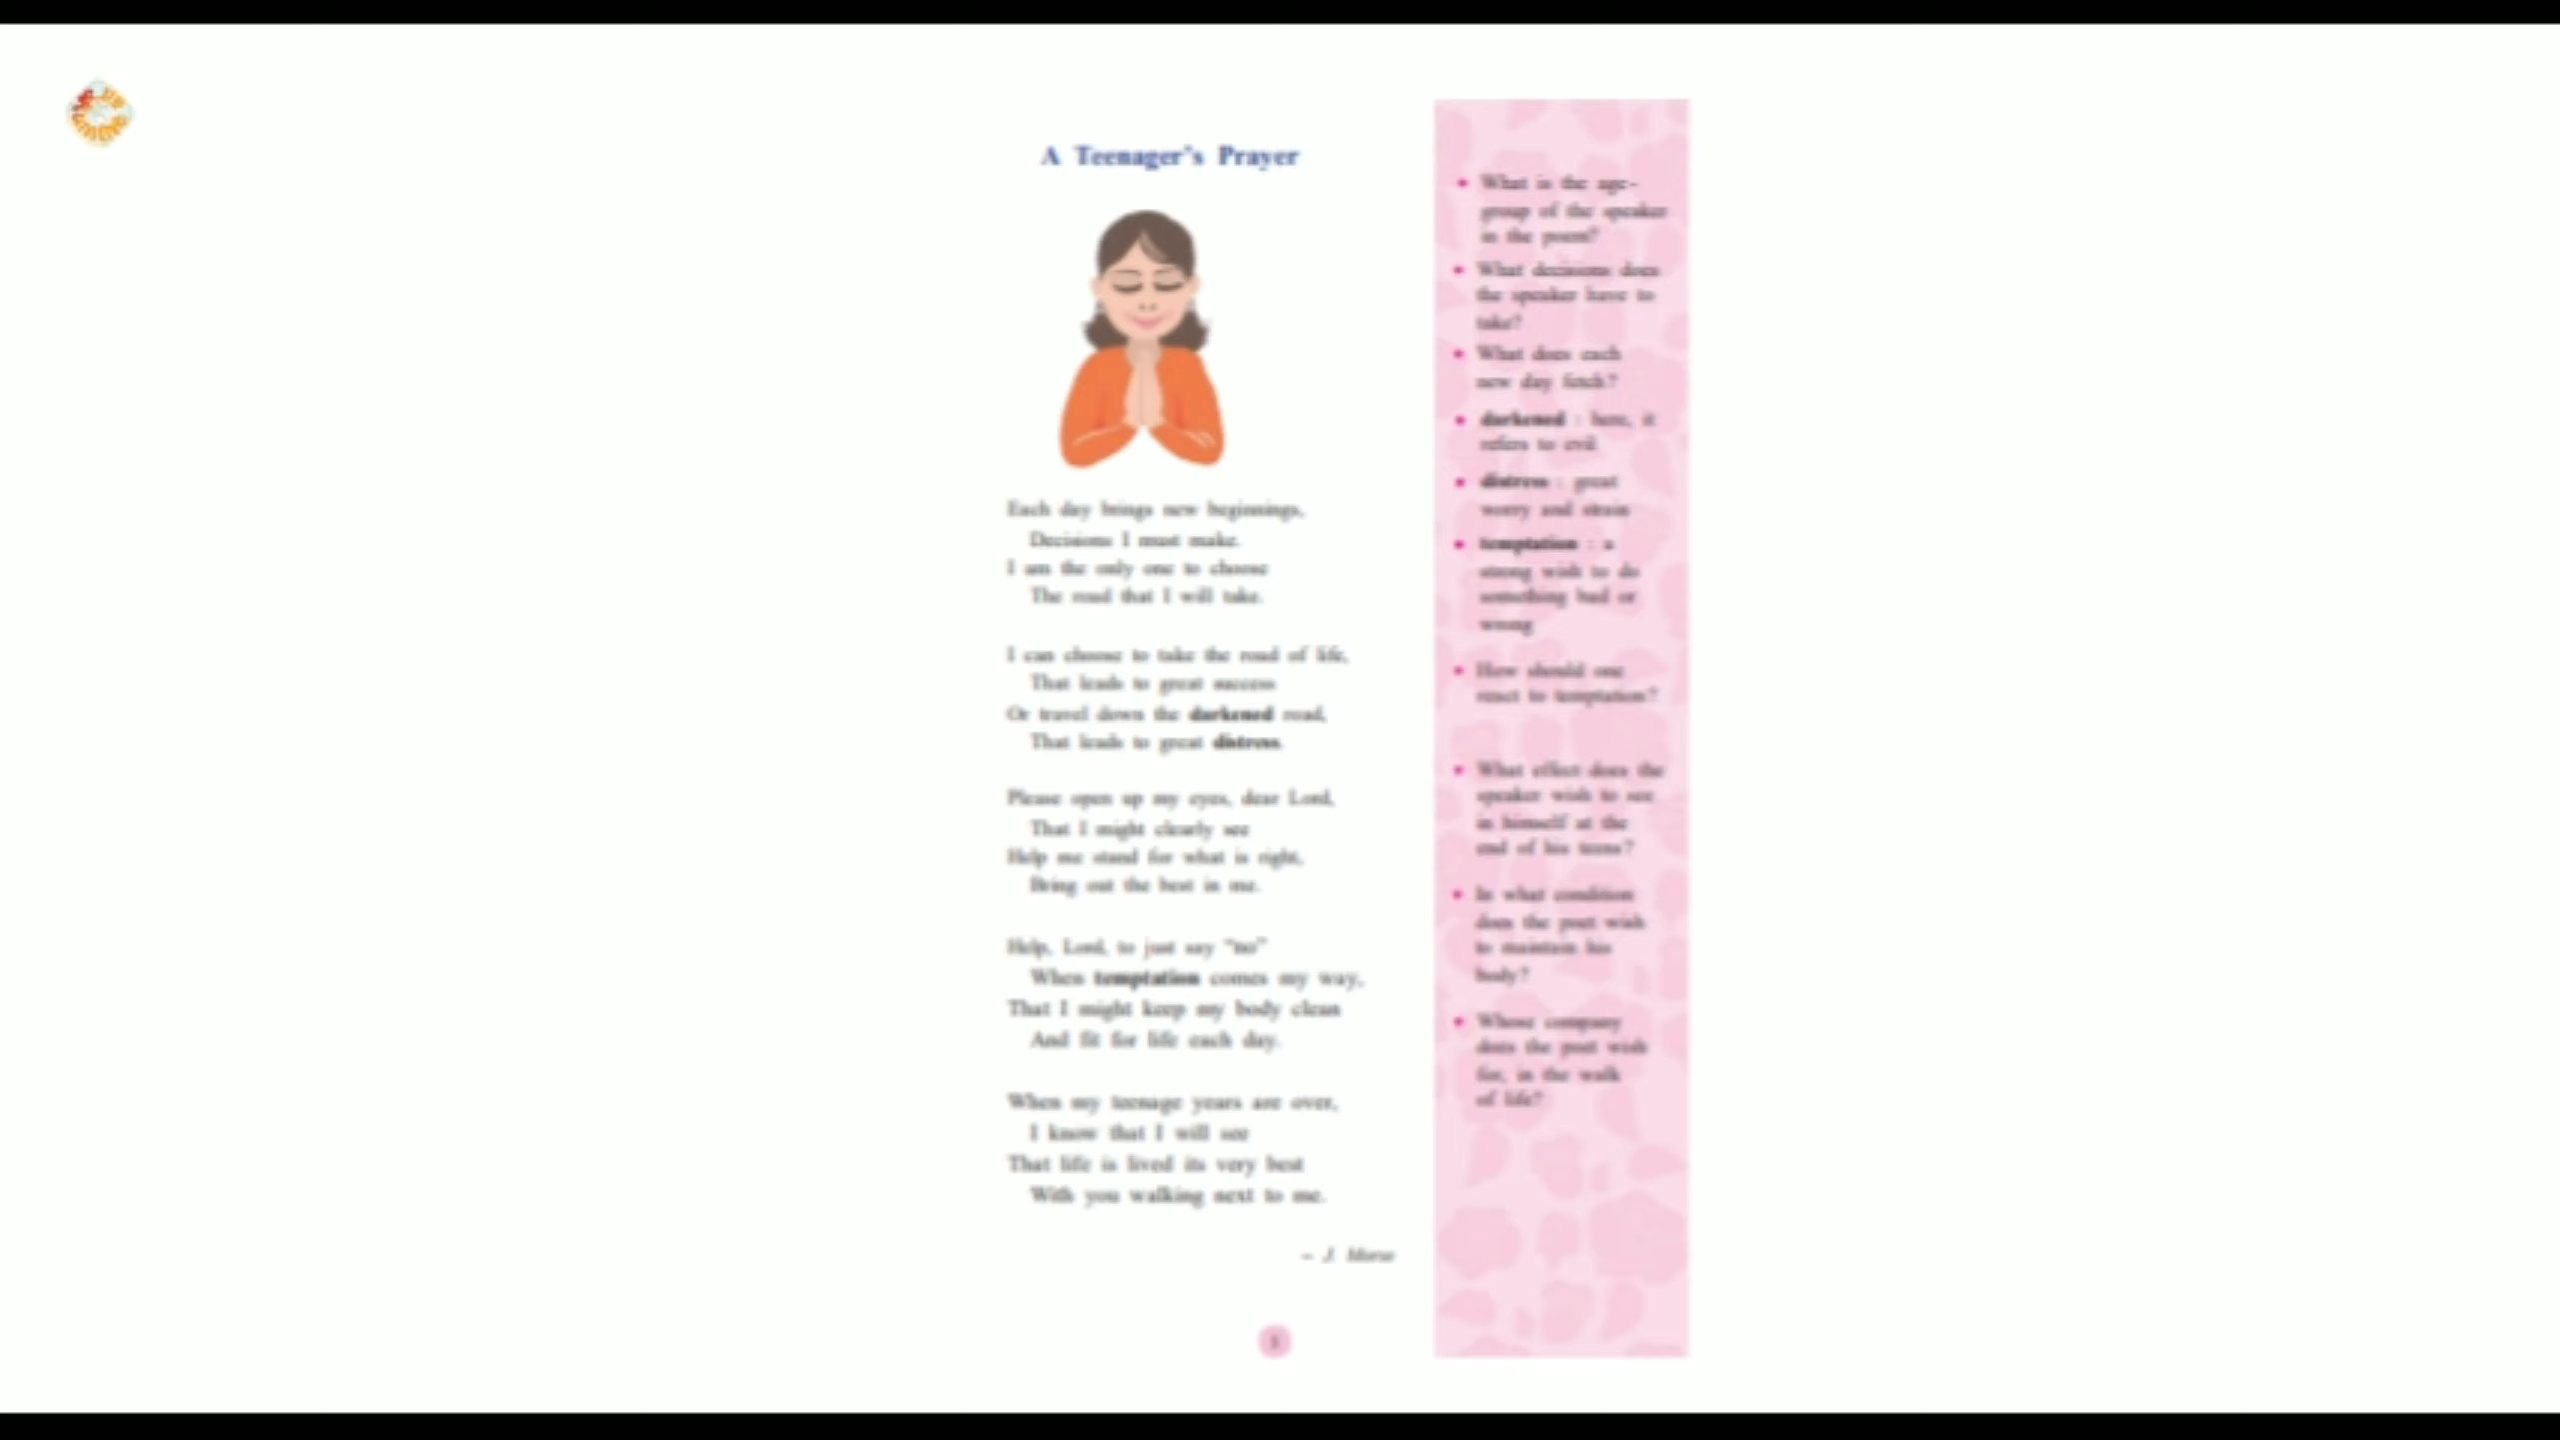 A Teenager's Prayer
Each day brings new beginnings,
Decisions I must make.
I am the only one to choose
The road that I will take.
I can choose to take the road of life,
That leads to great success
Or travel down the darkened road,
That leads to great distress.
Please open up my eyes, dear Lord,
That I might clearly see
Help me stand for what is right,
Bring out the best in me.
Help, Lord, to just say "no"
When temptation comes my way,
That I might keep my body clean
And fit for life each day.
When my teenage years are over,
I know that I will see
That life is lived its very best
With you walking next to me.
– J. Morse
• What is the age-
group of the speaker
in the poem?
• What decisions does
the speaker have to
take?
• What does each
new day fetch?
• darkened : here, it
refers to evil
• distress : great
worry and strain
• temptation : a
strong wish to do
something bad or
wrong
• How should one
react to temptation?
• What effect does the
speaker wish to see
in himself at the
end of his teens?
• In what condition
does the poet wish
to maintain his
body?
• Whose company
does the poet wish
for, in the walk
of life?